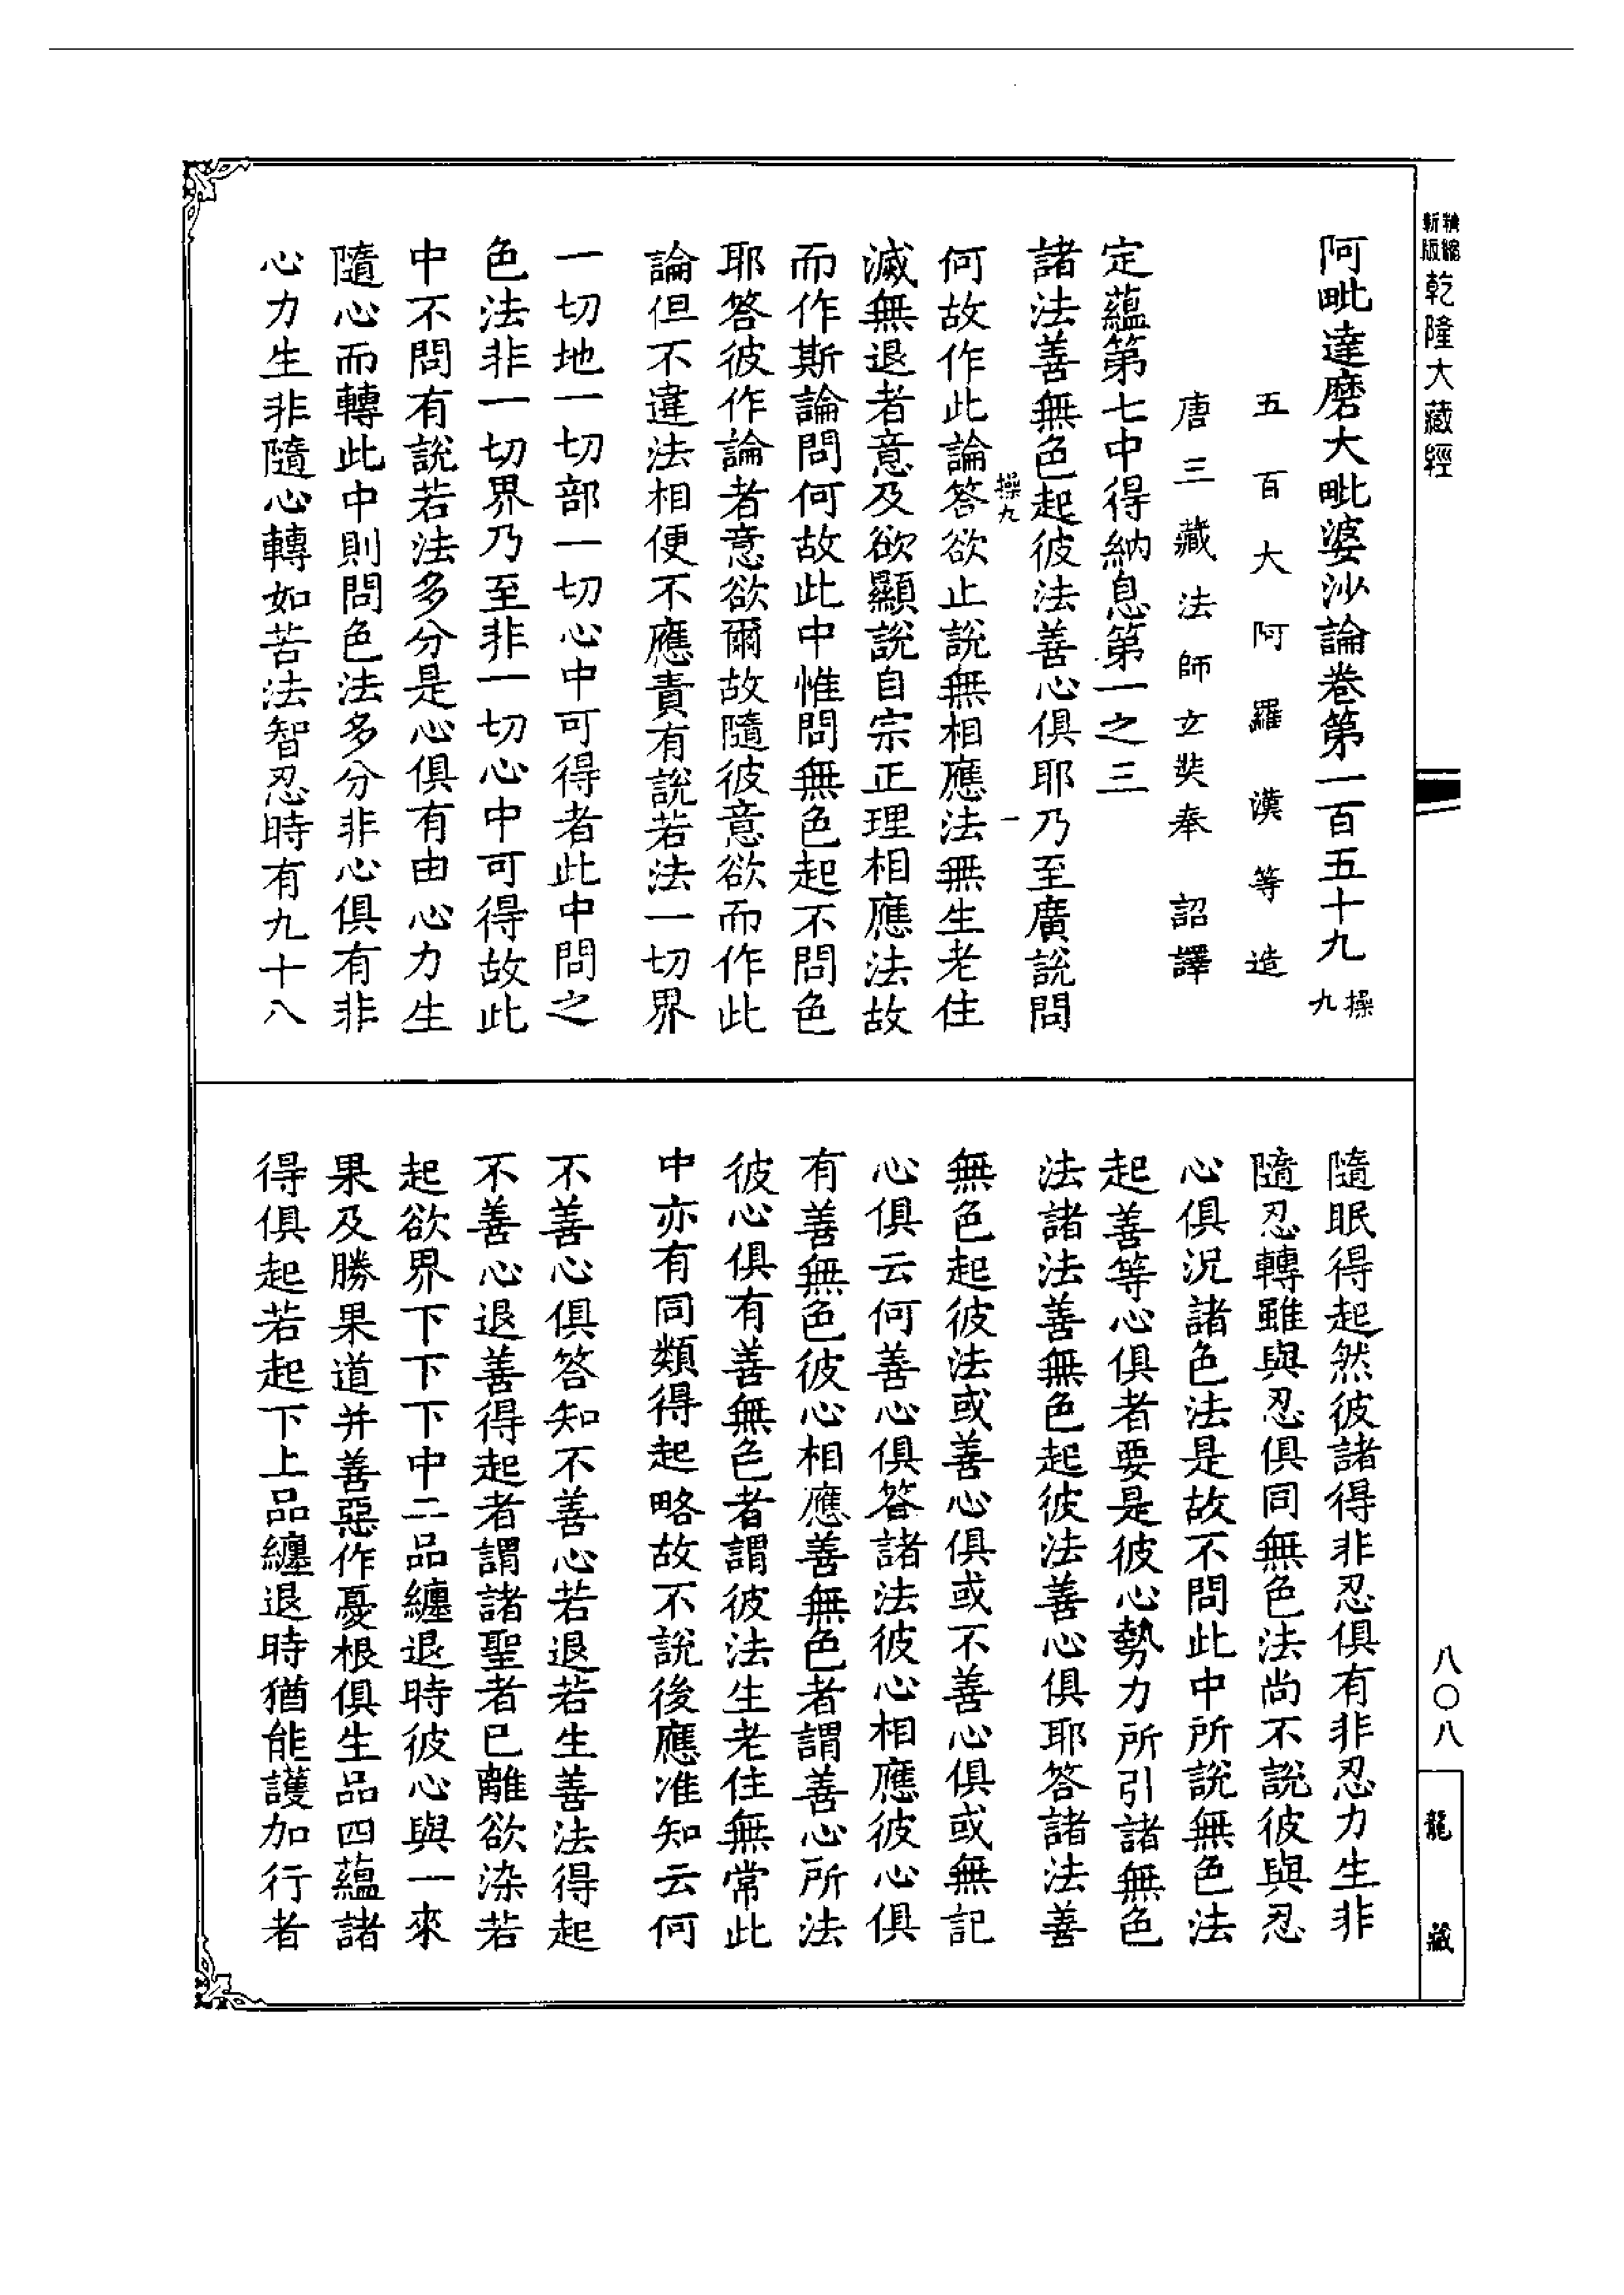 新版 精縮 乾隆大藏經
阿毗達磨大毗婆沙論卷第一百五十九 操九
五百大阿羅漢等造
唐三藏法師玄奘奉 詔譯
定蘊第七中得納息第一之三
諸法善無色起彼法善心俱耶乃至廣說問
操九 一
何故作此論答欲止說無相應法無生老住
滅無退者意及欲顯說自宗正理相應法故
而作斯論問何故此中惟問無色起不問色
耶答彼作論者意欲爾故隨彼意欲而作此
論但不違法相便不應責有說若法一切界
一切地一切部一切心中可得者此中問之
色法非一切界乃至非一切心中可得故此
中不問有說若法多分是心俱有由心力生
隨心而轉此中則問色法多分非心俱有非
心力生非隨心轉如苦法智忍時有九十八
隨眠得起然彼諸得非忍俱有非忍力生非
隨忍轉雖與忍俱同無色法尚不說彼與忍
心俱況諸色法是故不問此中所說無色法
起善等心俱者要是彼心勢力所引諸無色
法諸法善無色起彼法善心俱耶答諸法善
無色起彼法或善心俱或不善心俱或無記
心俱云何善心俱答諸法彼心相應彼心俱
有善無色彼心相應善無色者謂善心所法
彼心俱有善無色者謂彼法生老住無常此
中亦有同類得起略故不說後應准知云何
不善心俱答知不善心若退若生善法得起
不善心退善得起者謂諸聖者已離欲染若
起欲界下下下中二品纏退時彼心與一來
果及勝果道并善惡作憂根俱生品四蘊諸
得俱起若起下上品纏退時猶能護加行者
八〇八
龍藏